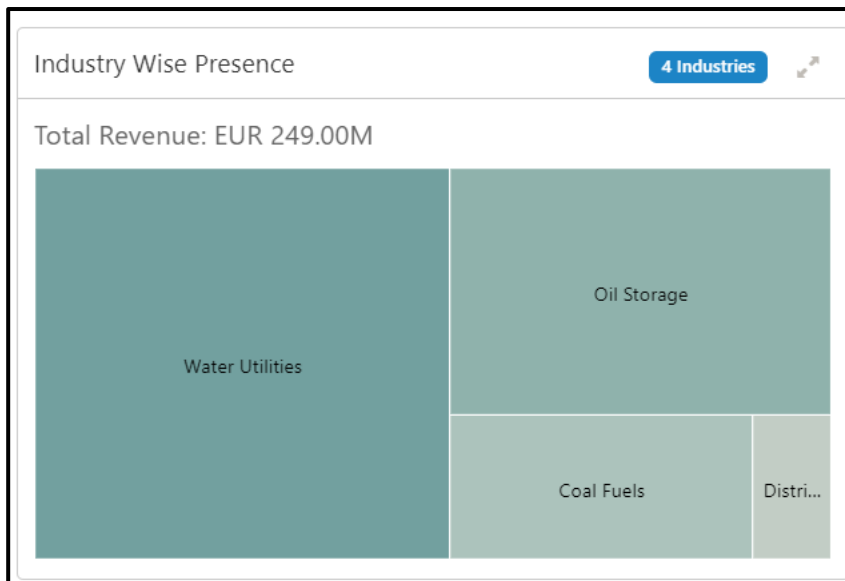 Industry Wise Presence
4 Industries
Total Revenue: EUR 249.00M
Water Utilities
Oil Storage
Coal Fuels
Distri...